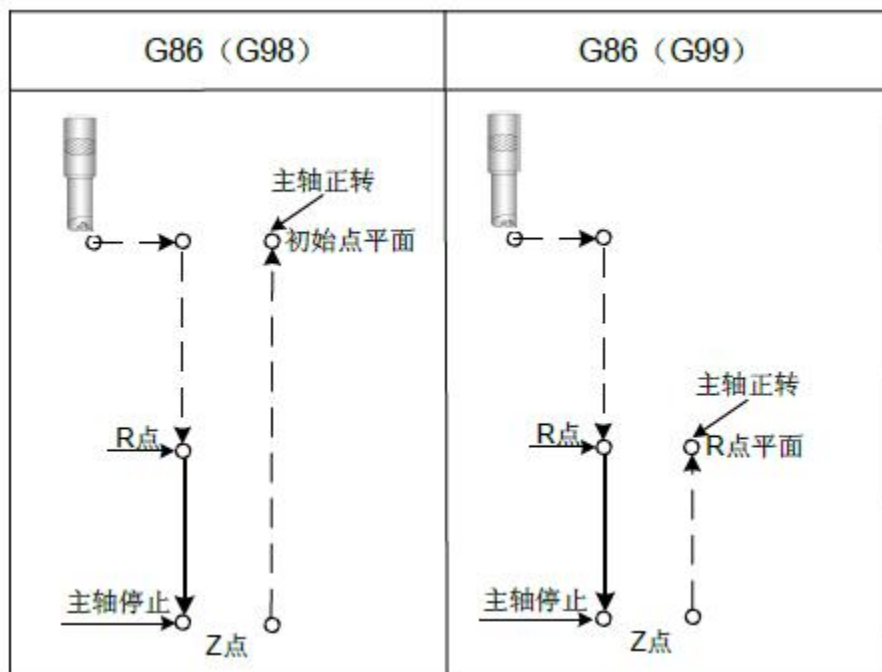 G86（G98）
G86（G99）
主轴正转
初始点平面
R点
主轴停止
Z点
主轴正转
R点
R点平面
主轴停止
Z点